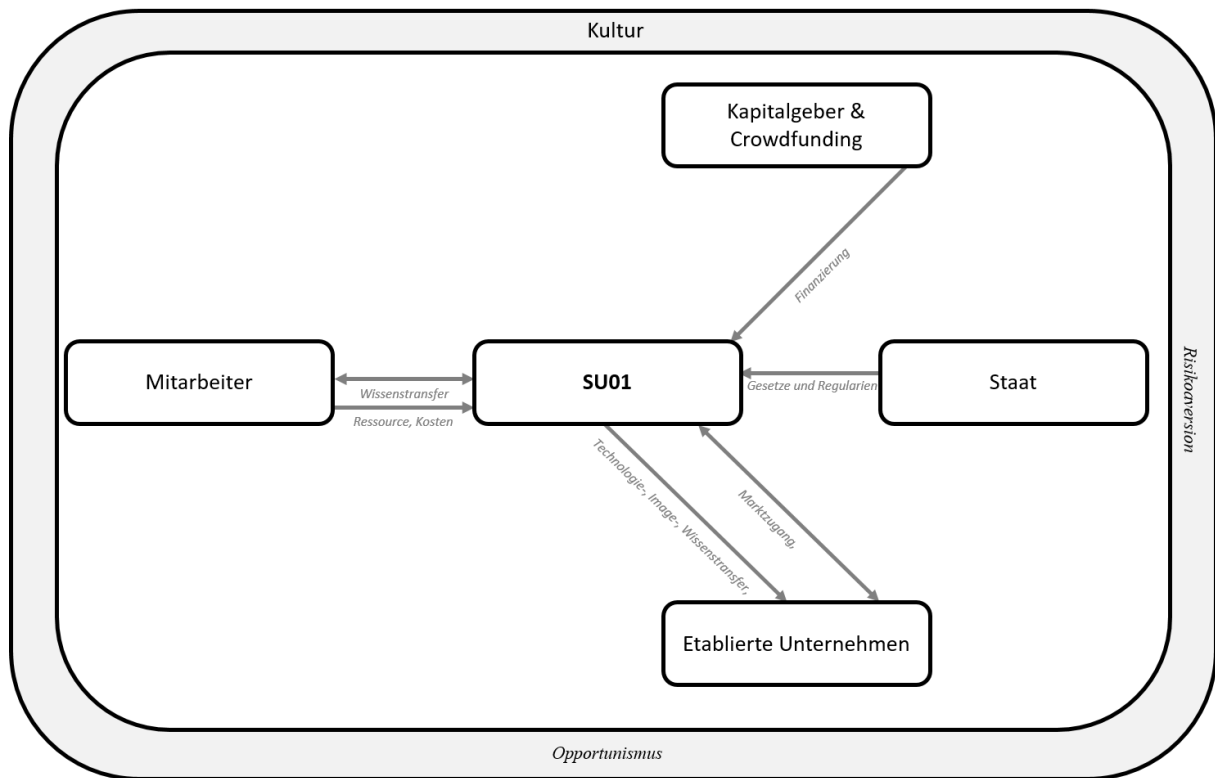 Kultur
Kapitalgeber &
Crowdfunding
Finanzierung
Mitarbeiter
Wissenstransfer
Ressource, Kosten
SU01
Gesetze und Regularien
Staat
Risikoaversion
Technologie-, Image-, Wissenstransfer,
Marktzugang,
Etablierte Unternehmen
Opportunismus